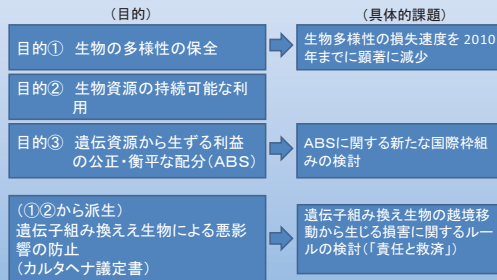 (目的)
(具体的課題)
目的① 生物の多様性の保全
生物多様性の損失速度を2010
年までに顕著に減少
目的② 生物資源の持続可能な利
用
目的③ 遺伝資源から生ずる利益
の公正・衡平な配分(ABS)
ABSに関する新たな国際枠組
みの検討
(①②から派生)
遺伝子組み換ええ生物による悪影
響の防止
(カルタヘナ議定書)
遺伝子組み換え生物の越境移
動から生じる損害に関するルー
ルの検討(「責任と救済」)